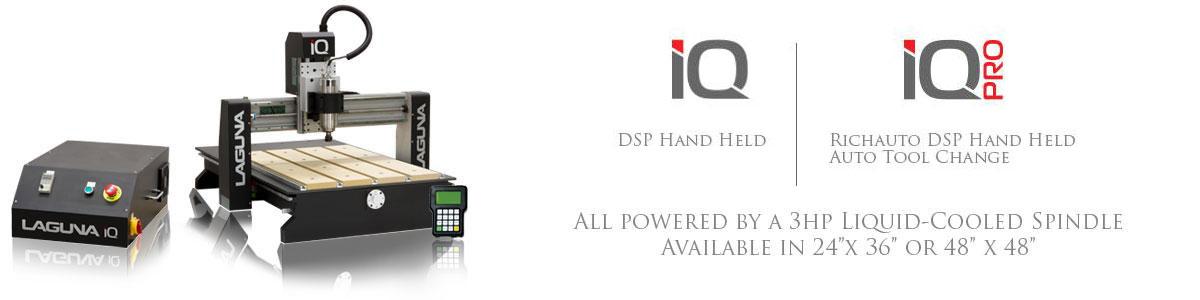 iQ
LAGUNA
LAGUNA
LAGUNA iQ
iQ
DSP Hand Held
iQ PRO
Richauto DSP Hand Held
Auto Tool Change
All powered by a 3hp Liquid-Cooled Spindle
Available in 24”x 36” or 48” x 48”